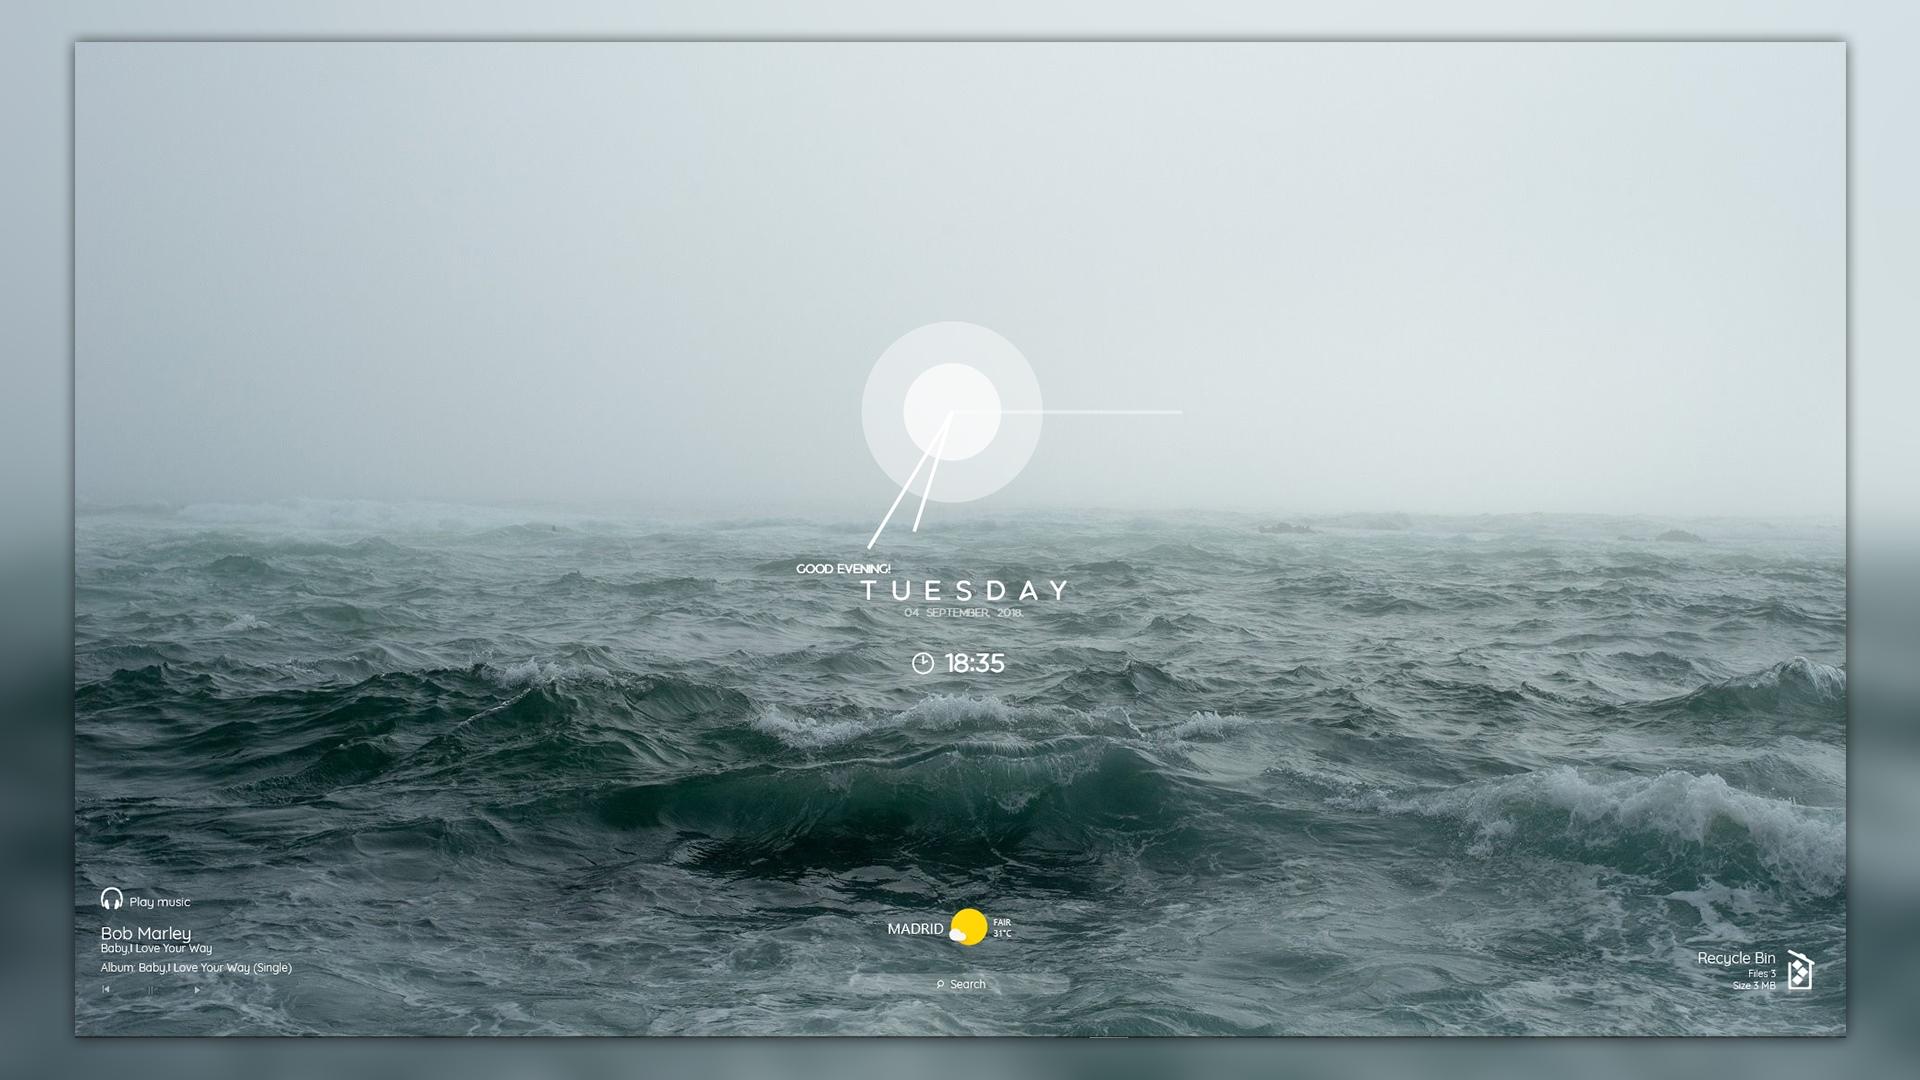 GOOD EVENING!
TUESDAY
04 SEPTEMBER, 2018.
18:35
Play music
Bob Marley
Baby,I Love Your Way
Album: Baby,I Love Your Way (Single)
MADRID
FAIR
31°C
Search
Recycle Bin
Files 3
Size 3 MB